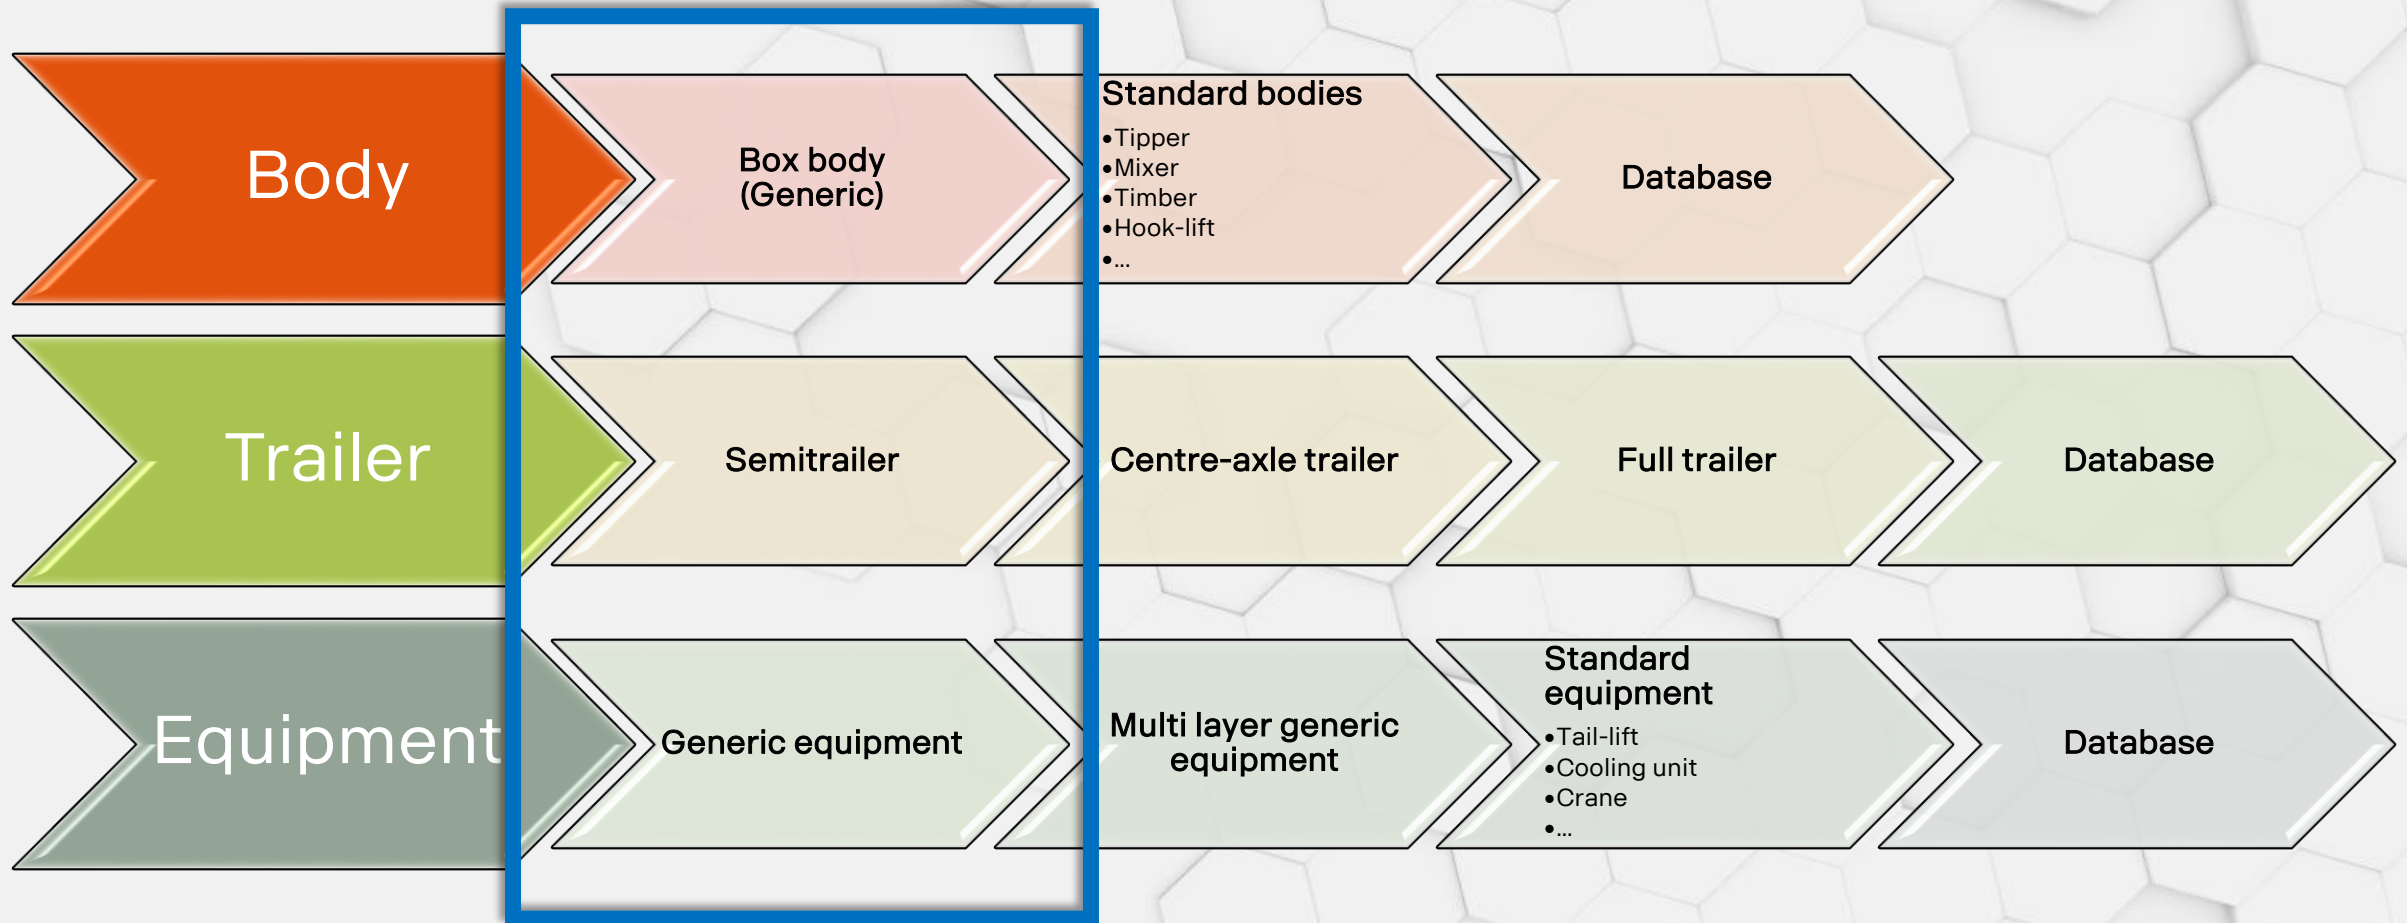 Body
Box body
(Generic)
Standard bodies
•Tipper
•Mixer
•Timber
•Hook-lift
•...
Database
Trailer
Semitrailer
Centre-axle trailer
Full trailer
Database
Equipment
Generic equipment
Multi layer generic
equipment
Standard
equipment
•Tail-lift
•Cooling unit
•Crane
•...
Database